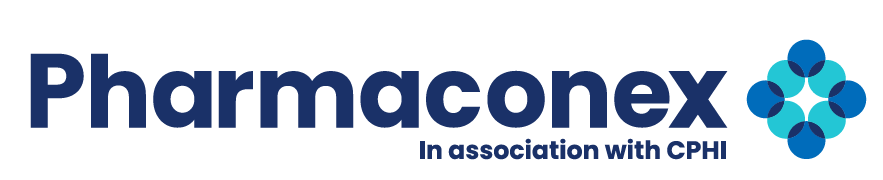 Pharmaconex
In association with CPHI